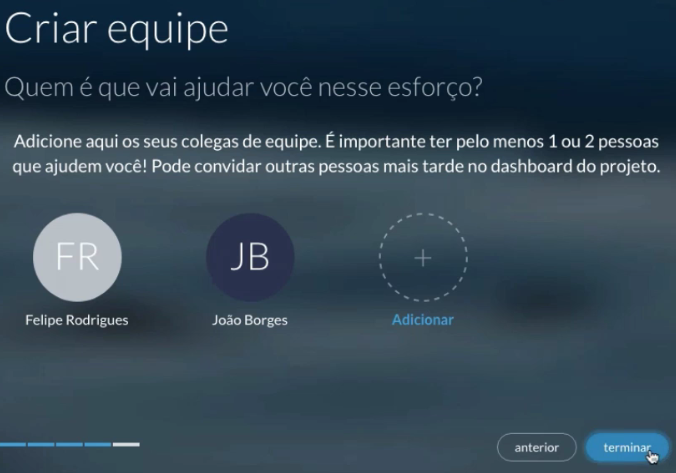 Criar equipe
Quem é que vai ajudar você nesse esforço?
Adicione aqui os seus colegas de equipe. É importante ter pelo menos 1 ou 2 pessoas
que ajudem você! Pode convidar outras pessoas mais tarde no dashboard do projeto.
FR
JB
+
Felipe Rodrigues
João Borges
Adicionar
anterior
terminar